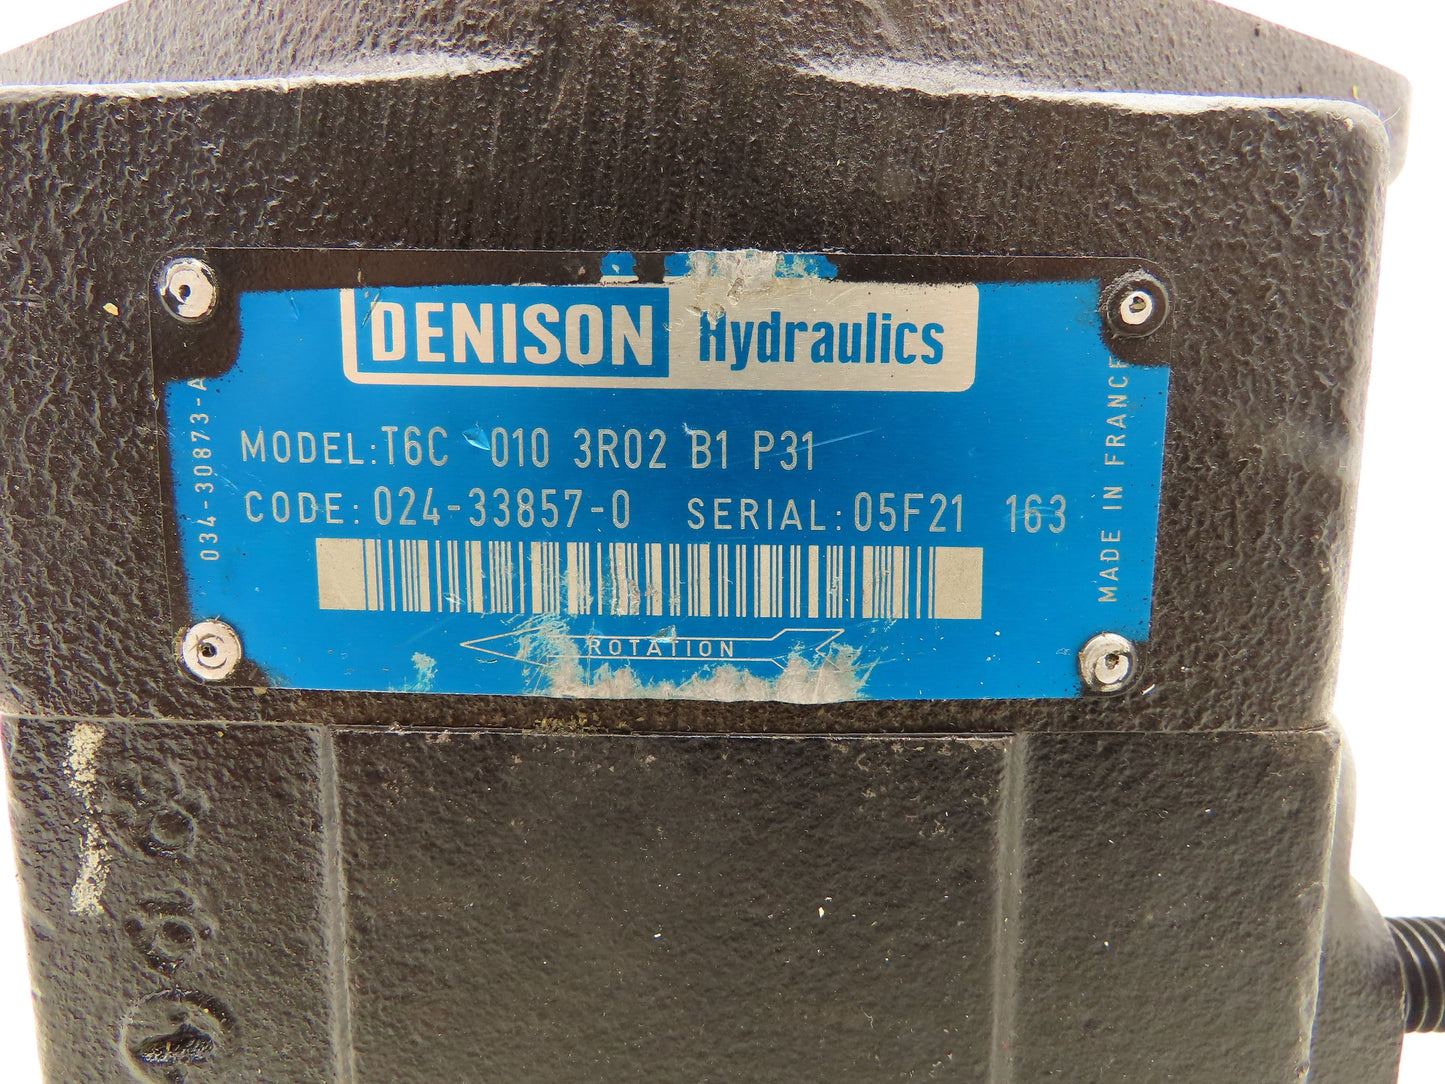 DENISON Hydraulics
MODEL: T6C 010 3R02 B1 P31
CODE: 024-33857-0 SERIAL: 05F21 163
ROTATION
034-30873-A
MADE IN FRANCE